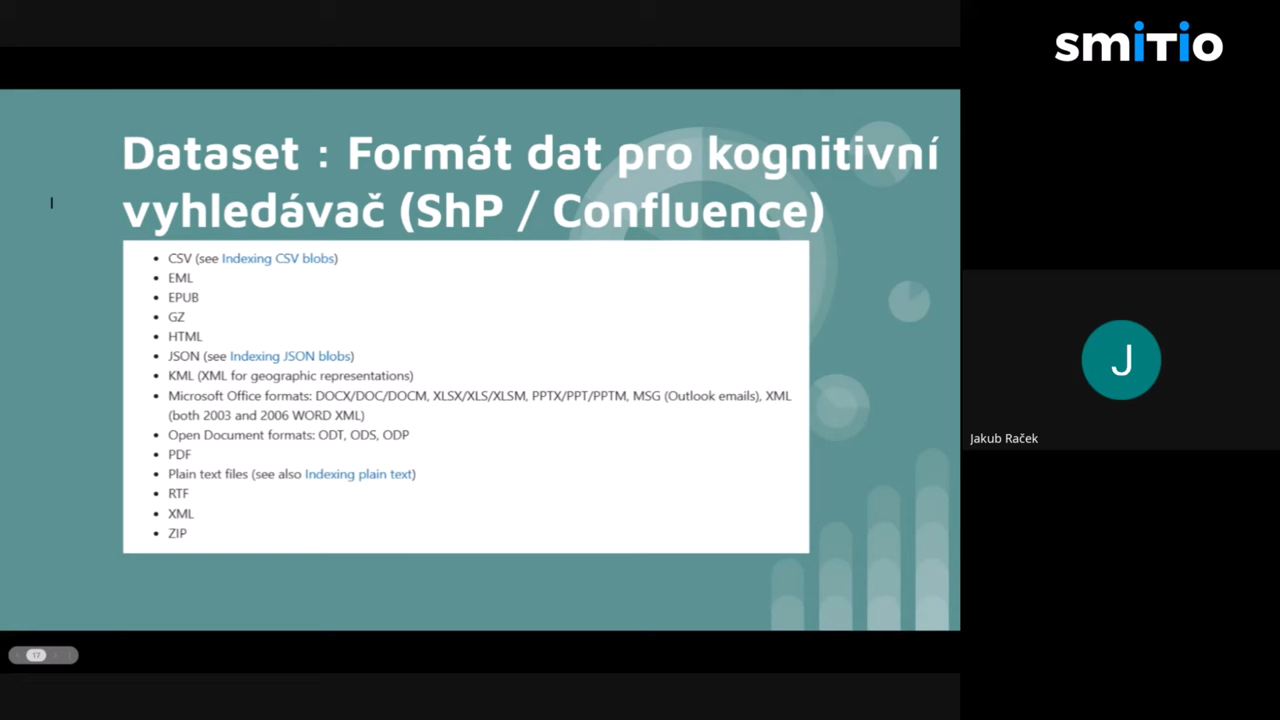 smiTio
Dataset : Formát dat pro kognitivní
vyhledávač (ShP / Confluence)
• CSV (see Indexing CSV blobs)
• EML
• EPUB
• GZ
• HTML
• JSON (see Indexing JSON blobs)
• KML (XML for geographic representations)
• Microsoft Office formats: DOCX/DOC/DOCM, XLSX/XLS/XLSM, PPTX/PPT/PPTM, MSG (Outlook emails), XML
(both 2003 and 2006 WORD XML)
• Open Document formats: ODT, ODS, ODP
• PDF
• Plain text files (see also Indexing plain text)
• RTF
• XML
• ZIP
J
Jakub Raček
17